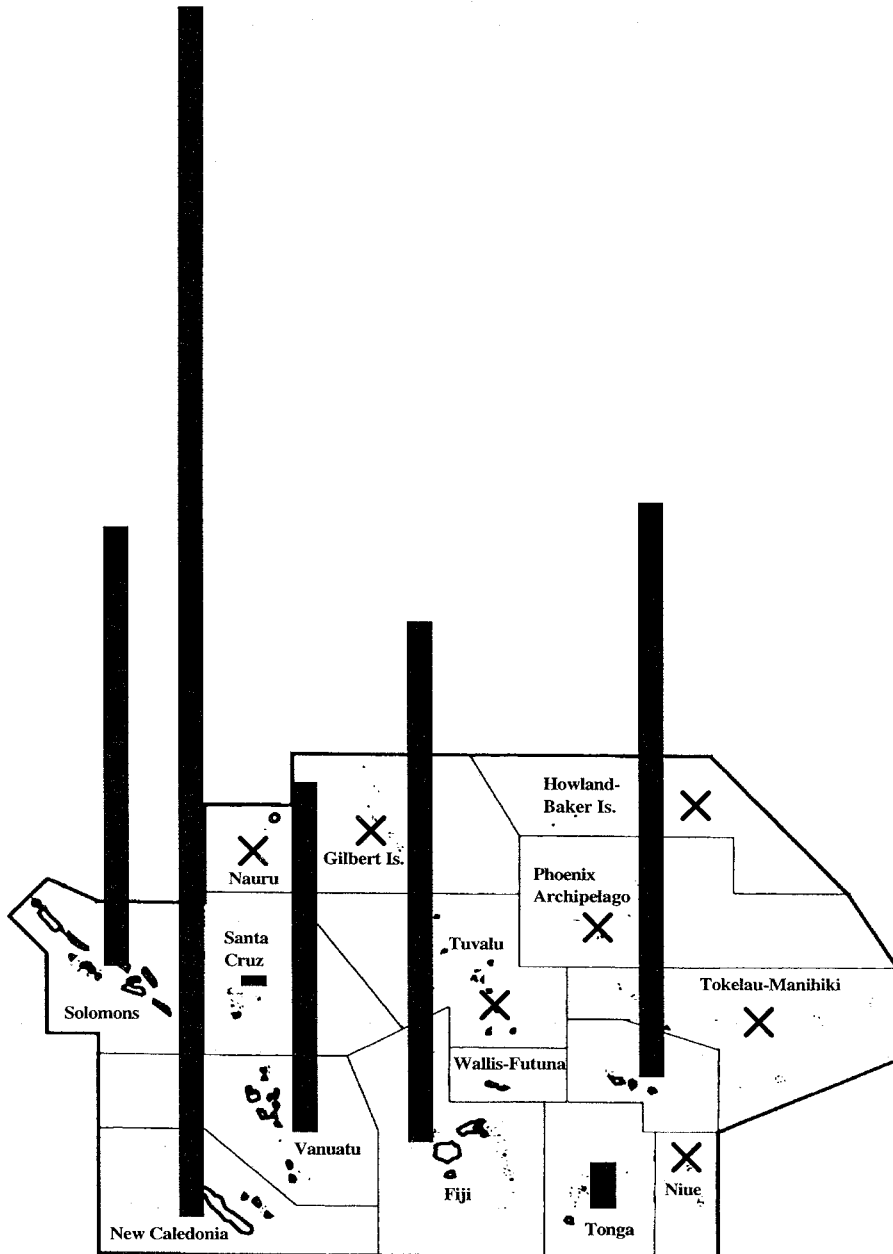 Howland-
Baker Is.
Gilbert Is.
Nauru
Phoenix
Archipelago
Santa
Cruz
Tuvalu
Tokelau-Manihiki
Solomons
Wallis-Futuna
Vanuatu
Fiji
Niue
Tonga
New Caledonia